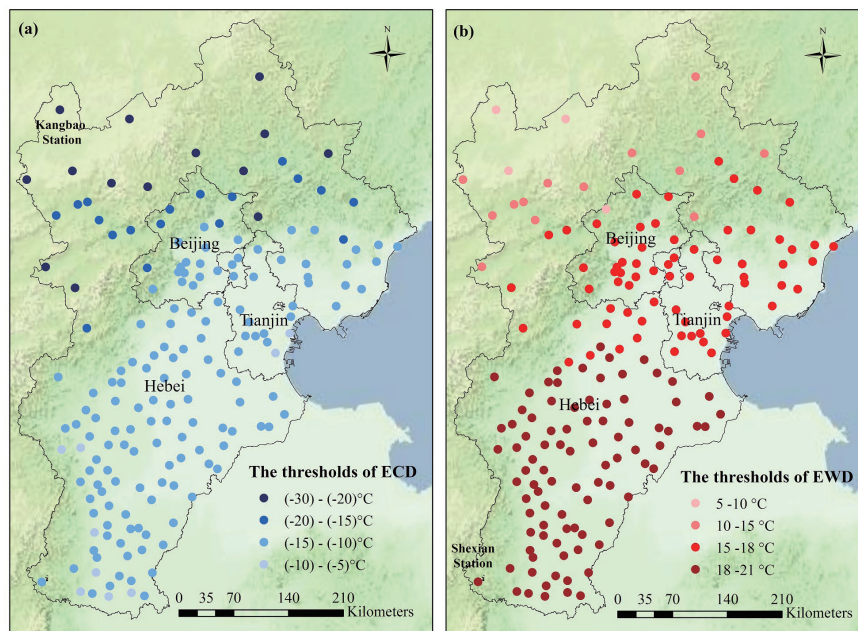 (a)
N
Kangbao
Station
Beijing
Tianjin
Hebei
The thresholds of ECD
(-30) - (-20)°C
(-20) - (-15)°C
(-15) - (-10)°C
(-10) - (-5)°C
0 35 70 140 210
Kilometers
(b)
N
Beijing
Tianjin
Hebei
The thresholds of EWD
5 -10 °C
10 -15°C
15 -18 °C
18 -21 °C
Shexian
Station
0 35 70 140 210
Kilometers